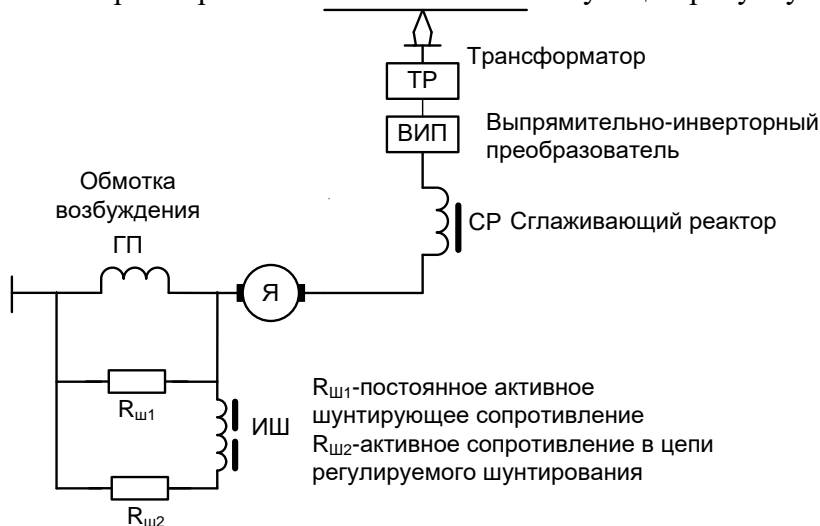 Трансформатор
ТР
ВИП
Выпрямительно-инверторный
преобразователь
Обмотка
возбуждения
ГП
СР Сглаживающий реактор
Я
Rш1
ИШ
Rш1-постоянное активное
шунтирующее сопротивление
Rш2-активное сопротивление в цепи
регулируемого шунтирования
Rш2